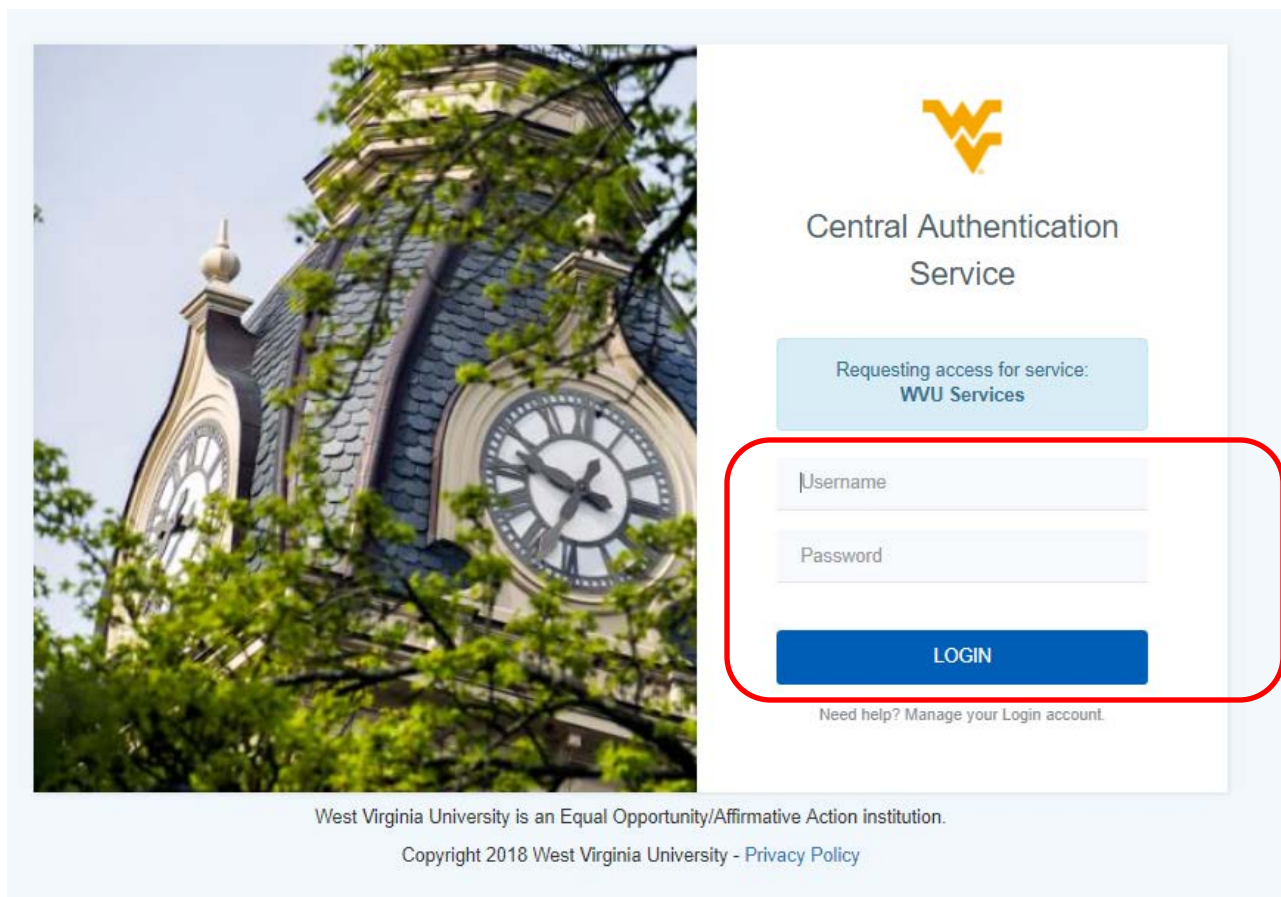 WV
Central Authentication
Service
Requesting access for service:
WVU Services
Username
Password
LOGIN
Need help? Manage your Login account.
West Virginia University is an Equal Opportunity/Affirmative Action institution.
Copyright 2018 West Virginia University - Privacy Policy